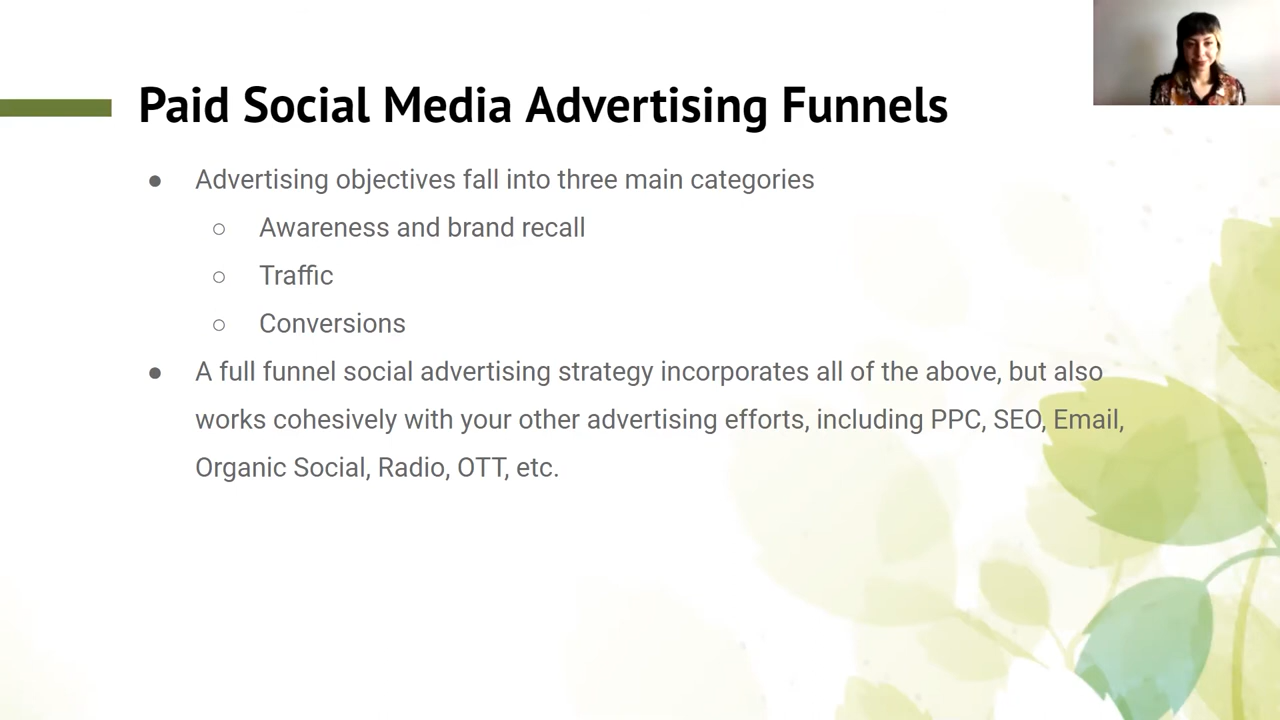 Paid Social Media Advertising Funnels
● Advertising objectives fall into three main categories
○ Awareness and brand recall
○ Traffic
○ Conversions
● A full funnel social advertising strategy incorporates all of the above, but also
works cohesively with your other advertising efforts, including PPC, SEO, Email,
Organic Social, Radio, OTT, etc.